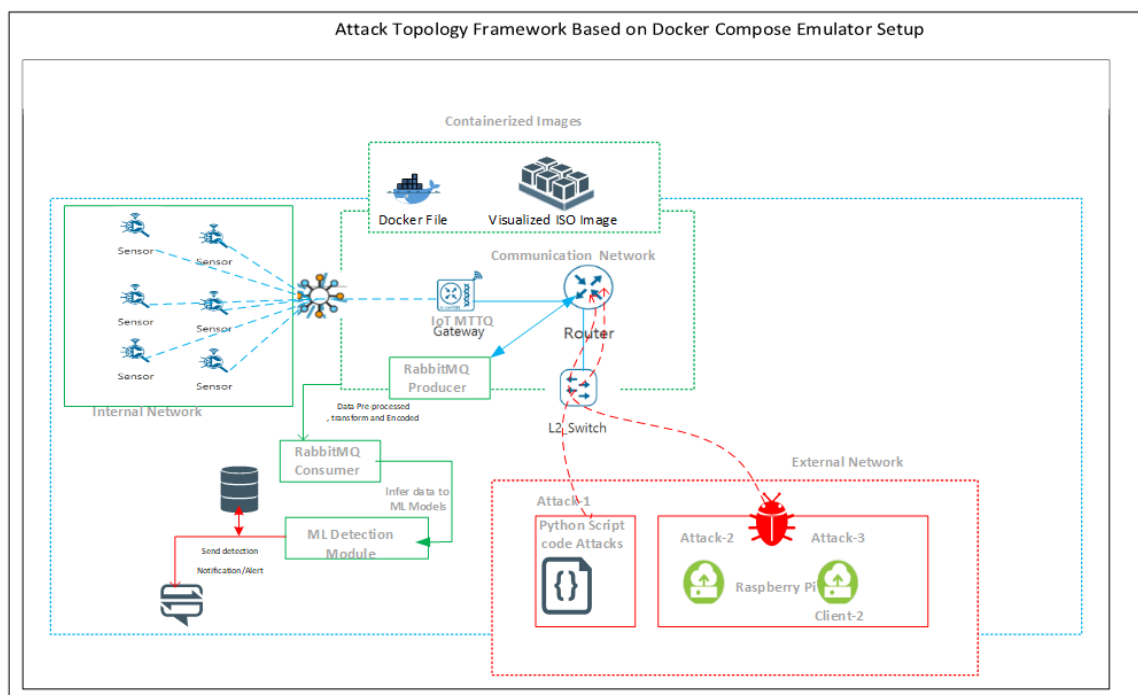 Attack Topology Framework Based on Docker Compose Emulator Setup
Containerized Images
Docker File
Visualized ISO Image
Sensor
Sensor
Sensor
Sensor
Sensor
Sensor
Internal Network
Communication Network
IoT MTTQ
Gateway
Router
RabbitMQ
Producer
L2_Switch
Data Pre-processed
, transform and Encoded
RabbitMQ
Consumer
Infer data to
ML Models
ML Detection
Module
Send detection
Notification/Alert
External Network
Attack-1
Python Script
code Attacks
Attack-2
Attack-3
Raspberry Pi
Client-2